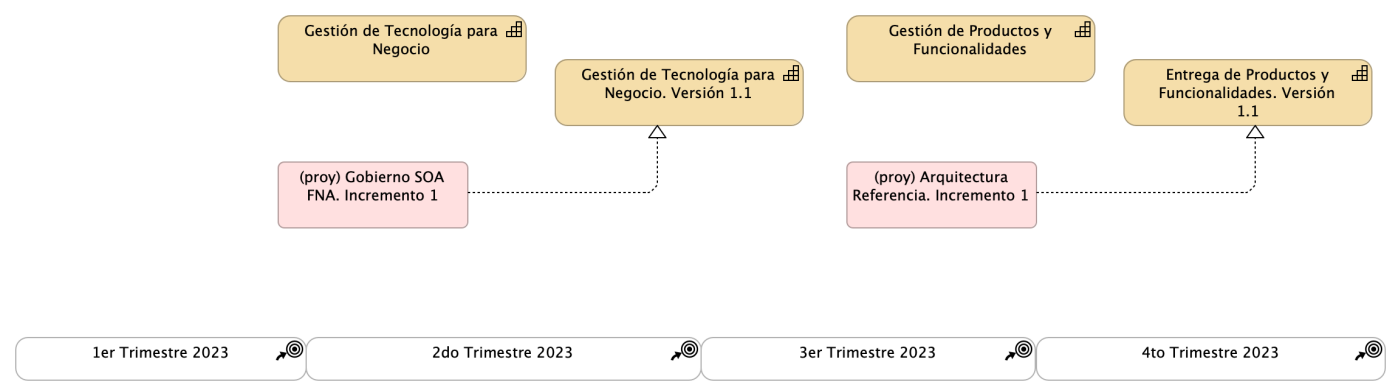 Gestión de Tecnología para
Negocio
Gestión de Tecnología para
Negocio. Versión 1.1
(proy) Gobierno SOA
FNA. Incremento 1
Gestión de Productos y
Funcionalidades
Entrega de Productos y
Funcionalidades. Versión
1.1
(proy) Arquitectura
Referencia. Incremento 1
1er Trimestre 2023
2do Trimestre 2023
3er Trimestre 2023
4to Trimestre 2023